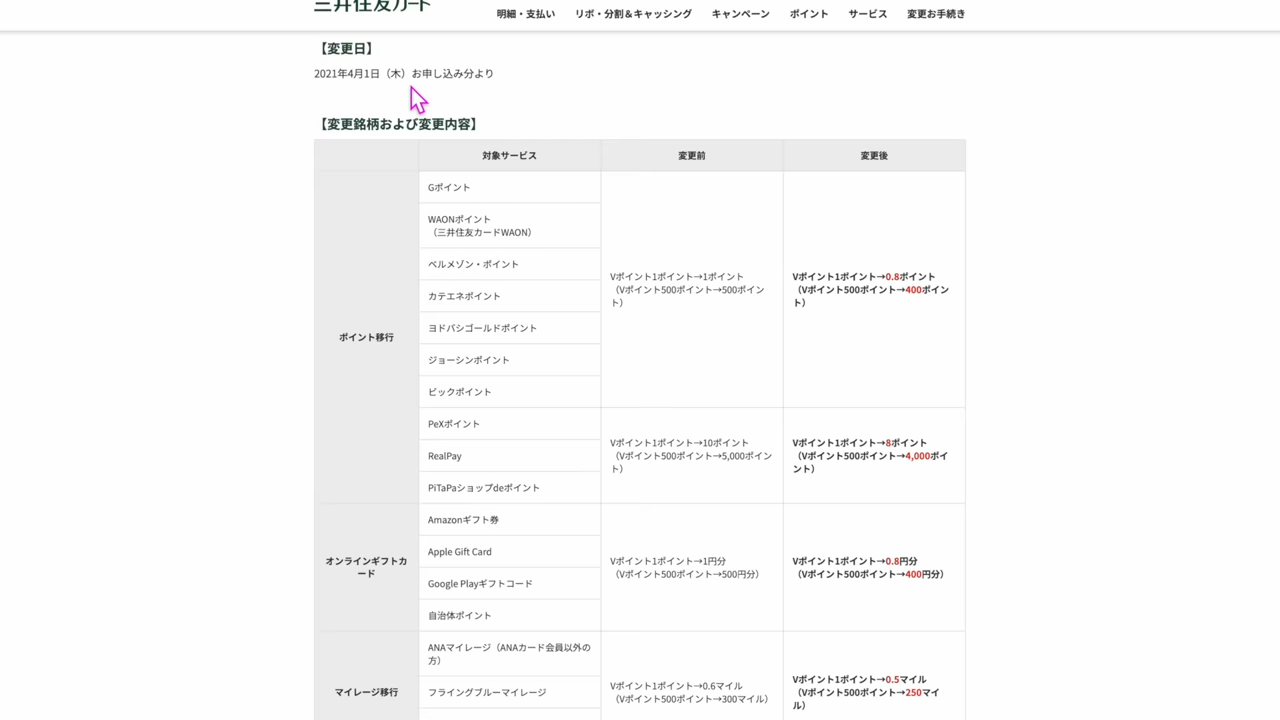 三井住友カード
明細・支払い リボ・分割＆キャッシング キャンペーン ポイント サービス 変更お手続き
【変更日】
2021年4月1日（木）お申し込み分より
【変更銘柄および変更内容】
対象サービス 変更前 変更後
ポイント移行
Gポイント
WAONポイント
（三井住友カードWAON）
ベルメゾン・ポイント
カテエネポイント
ヨドバシゴールドポイント
ジョーシンポイント
ビックポイント
Vポイント1ポイント→1ポイント
（Vポイント500ポイント→500ポイン
ト）
Vポイント1ポイント→0.8ポイント
（Vポイント500ポイント→400ポイン
ト）
PeXポイント
RealPay
PiTaPaショップdeポイント
Vポイント1ポイント→10ポイント
（Vポイント500ポイント→5,000ポイン
ト）
Vポイント1ポイント→8ポイント
（Vポイント500ポイント→4,000ポイ
ント）
オンラインギフトカ
ード
Amazonギフト券
Apple Gift Card
Google Playギフトコード
自治体ポイント
Vポイント1ポイント→1円分
（Vポイント500ポイント→500円分）
Vポイント1ポイント→0.8円分
（Vポイント500ポイント→400円分）
マイレージ移行
ANAマイレージ（ANAカード会員以外の
方）
フライングブルーマイレージ
Vポイント1ポイント→0.6マイル
（Vポイント500ポイント→300マイル）
Vポイント1ポイント→0.5マイル
（Vポイント500ポイント→250マイ
ル）